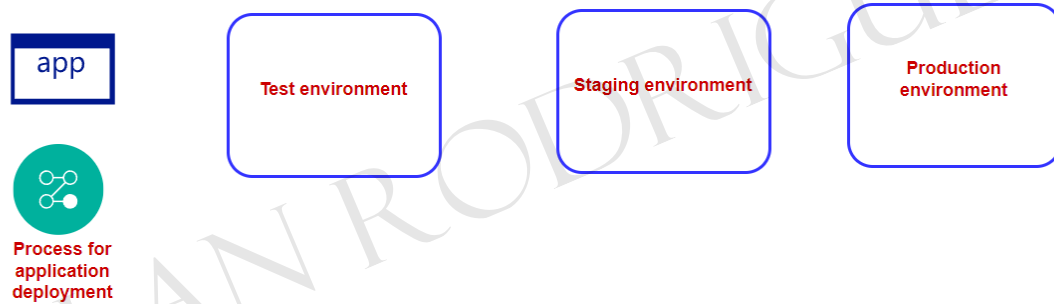 app
Test environment
Staging environment
Production
environment
Process for
application
deployment